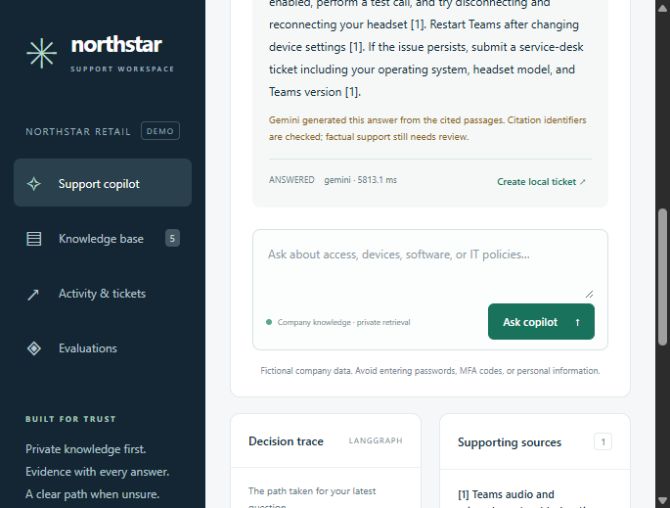 northstar
SUPPORT WORKSPACE
NORTHSTAR RETAIL DEMO
Support copilot
Knowledge base 5
Activity & tickets
Evaluations
BUILT FOR TRUST
Private knowledge first.
Evidence with every answer.
A clear path when unsure.
enabled, perform a test call, and try disconnecting and
reconnecting your headset [1]. Restart Teams after changing
device settings [1]. If the issue persists, submit a service-desk
ticket including your operating system, headset model, and
Teams version [1].
Gemini generated this answer from the cited passages. Citation identifiers
are checked; factual support still needs review.
ANSWERED gemini · 5813.1 ms Create local ticket ↗
Ask about access, devices, software, or IT policies...
Company knowledge · private retrieval
Ask copilot ↑
Fictional company data. Avoid entering passwords, MFA codes, or personal information.
Decision trace LANGGRAPH
The path taken for your latest
question
Supporting sources 1
[1] Teams audio and